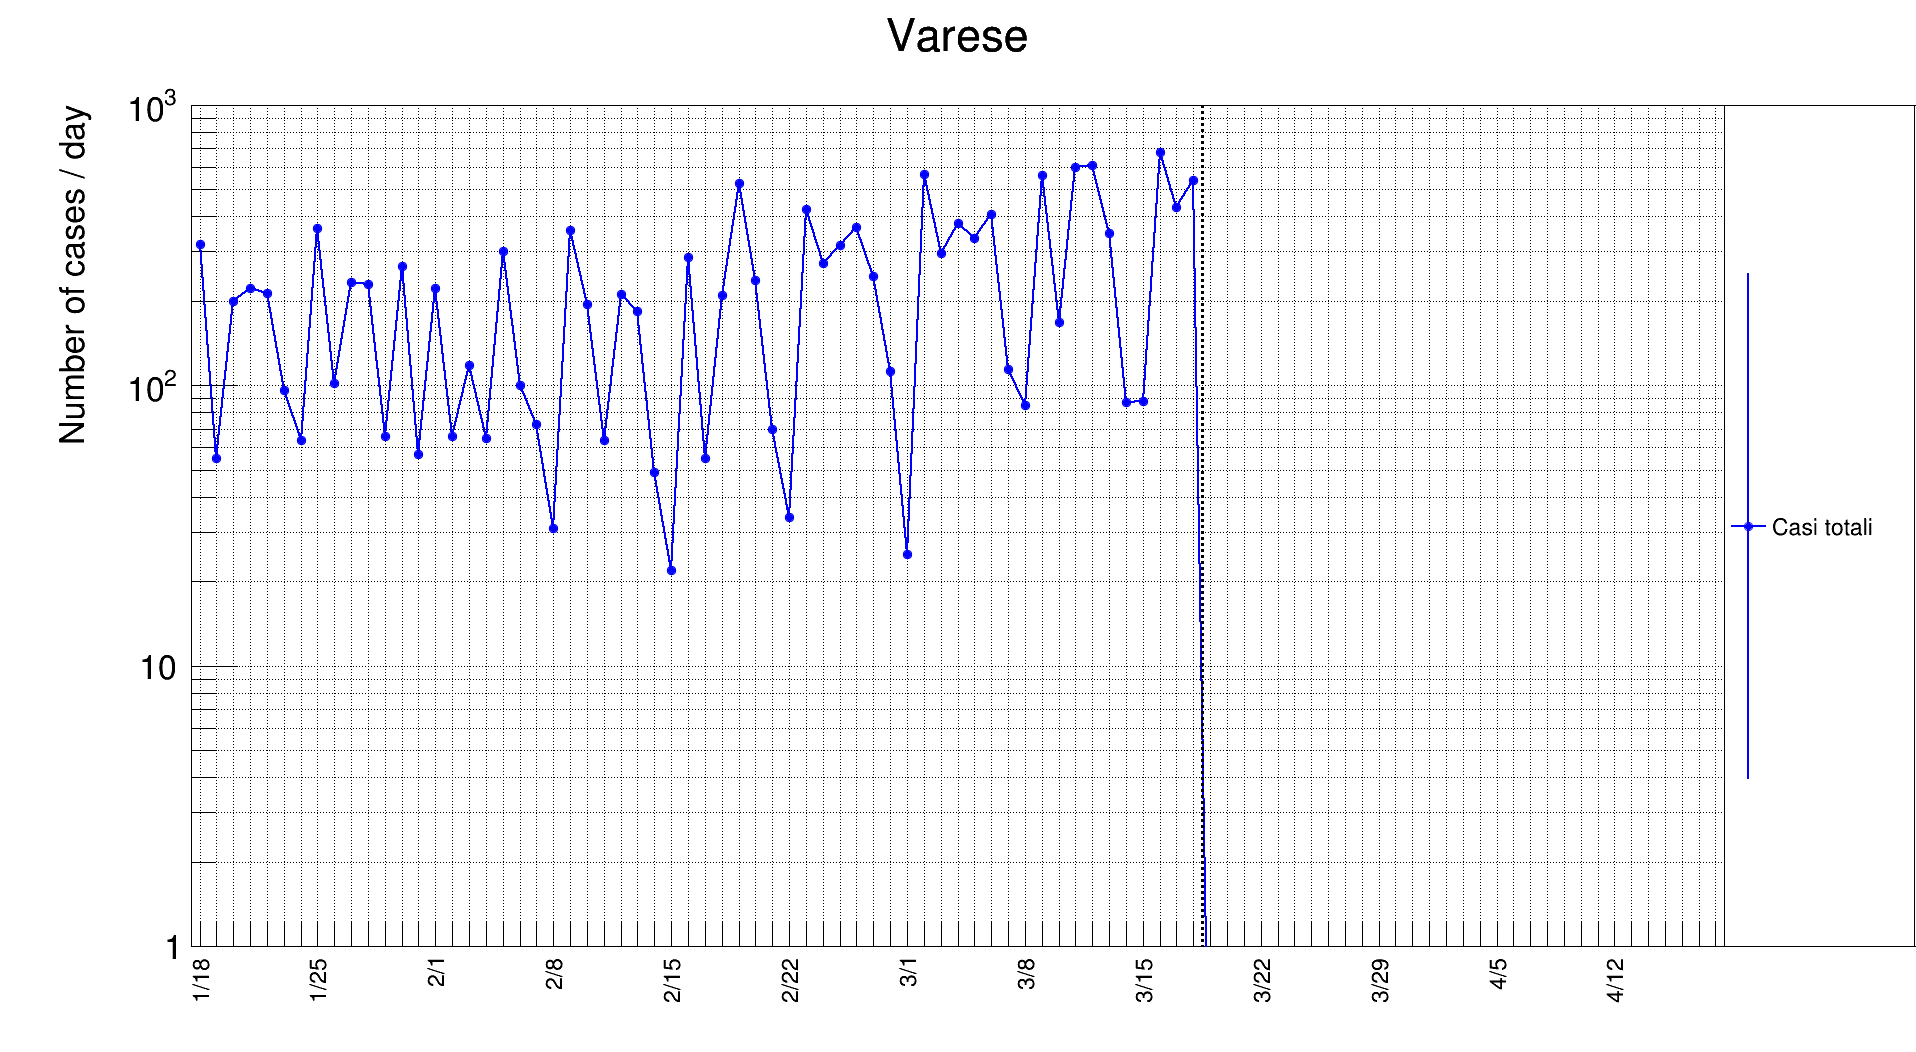 Varese
Number of cases / day
10³
10²
10
1
1/18 1/25 2/1 2/8 2/15 2/22 3/1 3/8 3/15 3/22 3/29 4/5 4/12
Casi totali